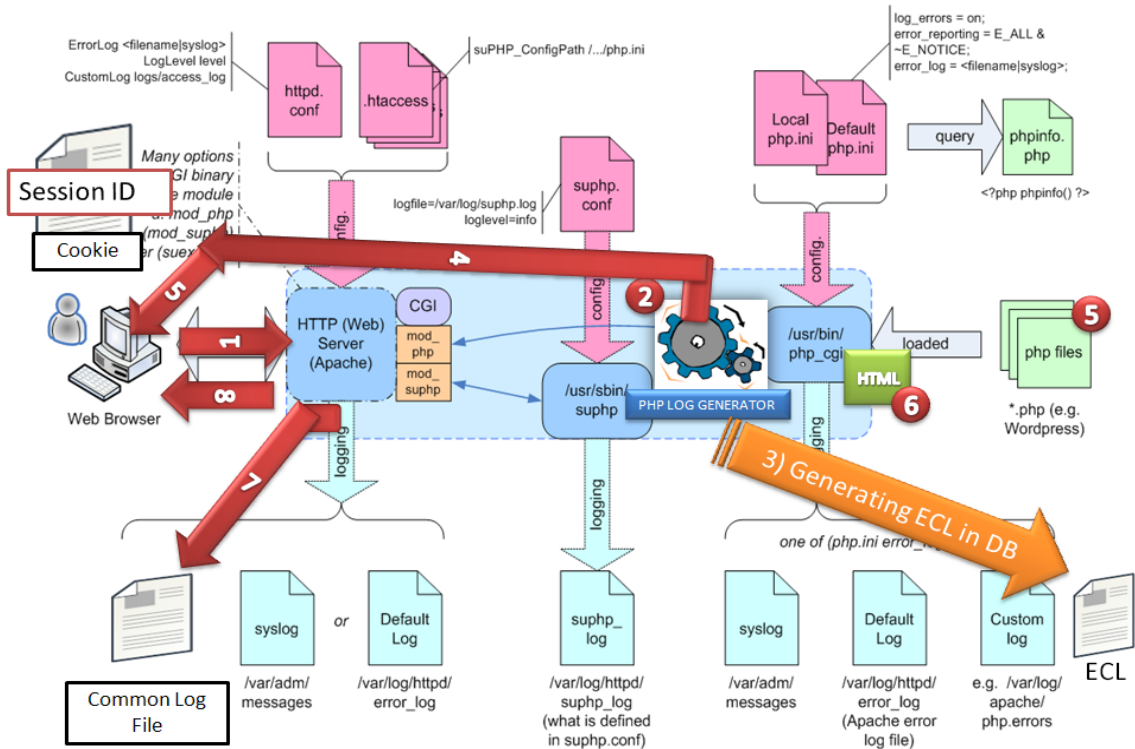 ErrorLog <filename|syslog>
LogLevel level
CustomLog logs/access_log
httpd.
conf
.htaccess
suPHP_ConfigPath /.../php.ini
log_errors = on;
error_reporting = E_ALL &
~E_NOTICE;
error_log = <filename|syslog>;
Local
php.ini
Default
php.ini
query
phpinfo.
php
<?php phpinfo() ?>
Many options
GI binary
e module
mod_php
(mod_suph
er (suex
Session ID
Cookie
suphp.
conf
logfile=/var/log/suphp.log
loglevel=info
nfig.
config
config.
4
5
1
8
7
2
HTTP (Web)
Server
(Apache)
CGI
mod_
php
mod_
suphp
/usr/sbin/
suphp
PHP LOG GENERATOR
/usr/bin/
php_cgi
HTML
6
loaded
5
php files
*.php (e.g.
Wordpress)
Web Browser
logging
logging
gging
3) Generating ECL in DB
one of (php.ini error_lo
syslog
or
Default
Log
suphp_
log
syslog
Default
Log
Custom
log
ECL
Common Log
File
/var/adm/
messages
/var/log/httpd/
error_log
/var/log/httpd/
suphp_log
(what is defined
in suphp.conf)
/var/adm/
messages
/var/log/httpd/
error_log
(Apache error
log file)
e.g. /var/log/
apache/
php.errors